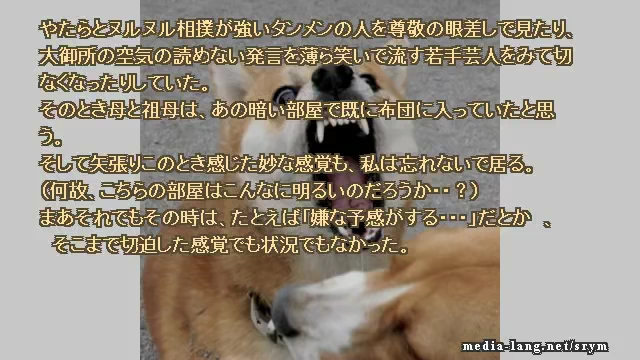 やたらとヌルヌル相撲が強いタンメンの人を尊敬の眼差しで見たり、
大御所の空気の読めない発言を薄ら笑いで流す若手芸人をみて切
なくなったりしていた。
そのとき母と祖母は、あの暗い部屋で既に布団に入っていたと思
う。
そして矢張りこのとき感じた妙な感覚も、私は忘れないで居る。
（何故、こちらの部屋はこんなに明るいのだろうか・・？）
まあそれでもその時は、たとえば「嫌な予感がする・・・」だとか　、
　そこまで切迫した感覚でも状況でもなかった。
media-lang.net/srym